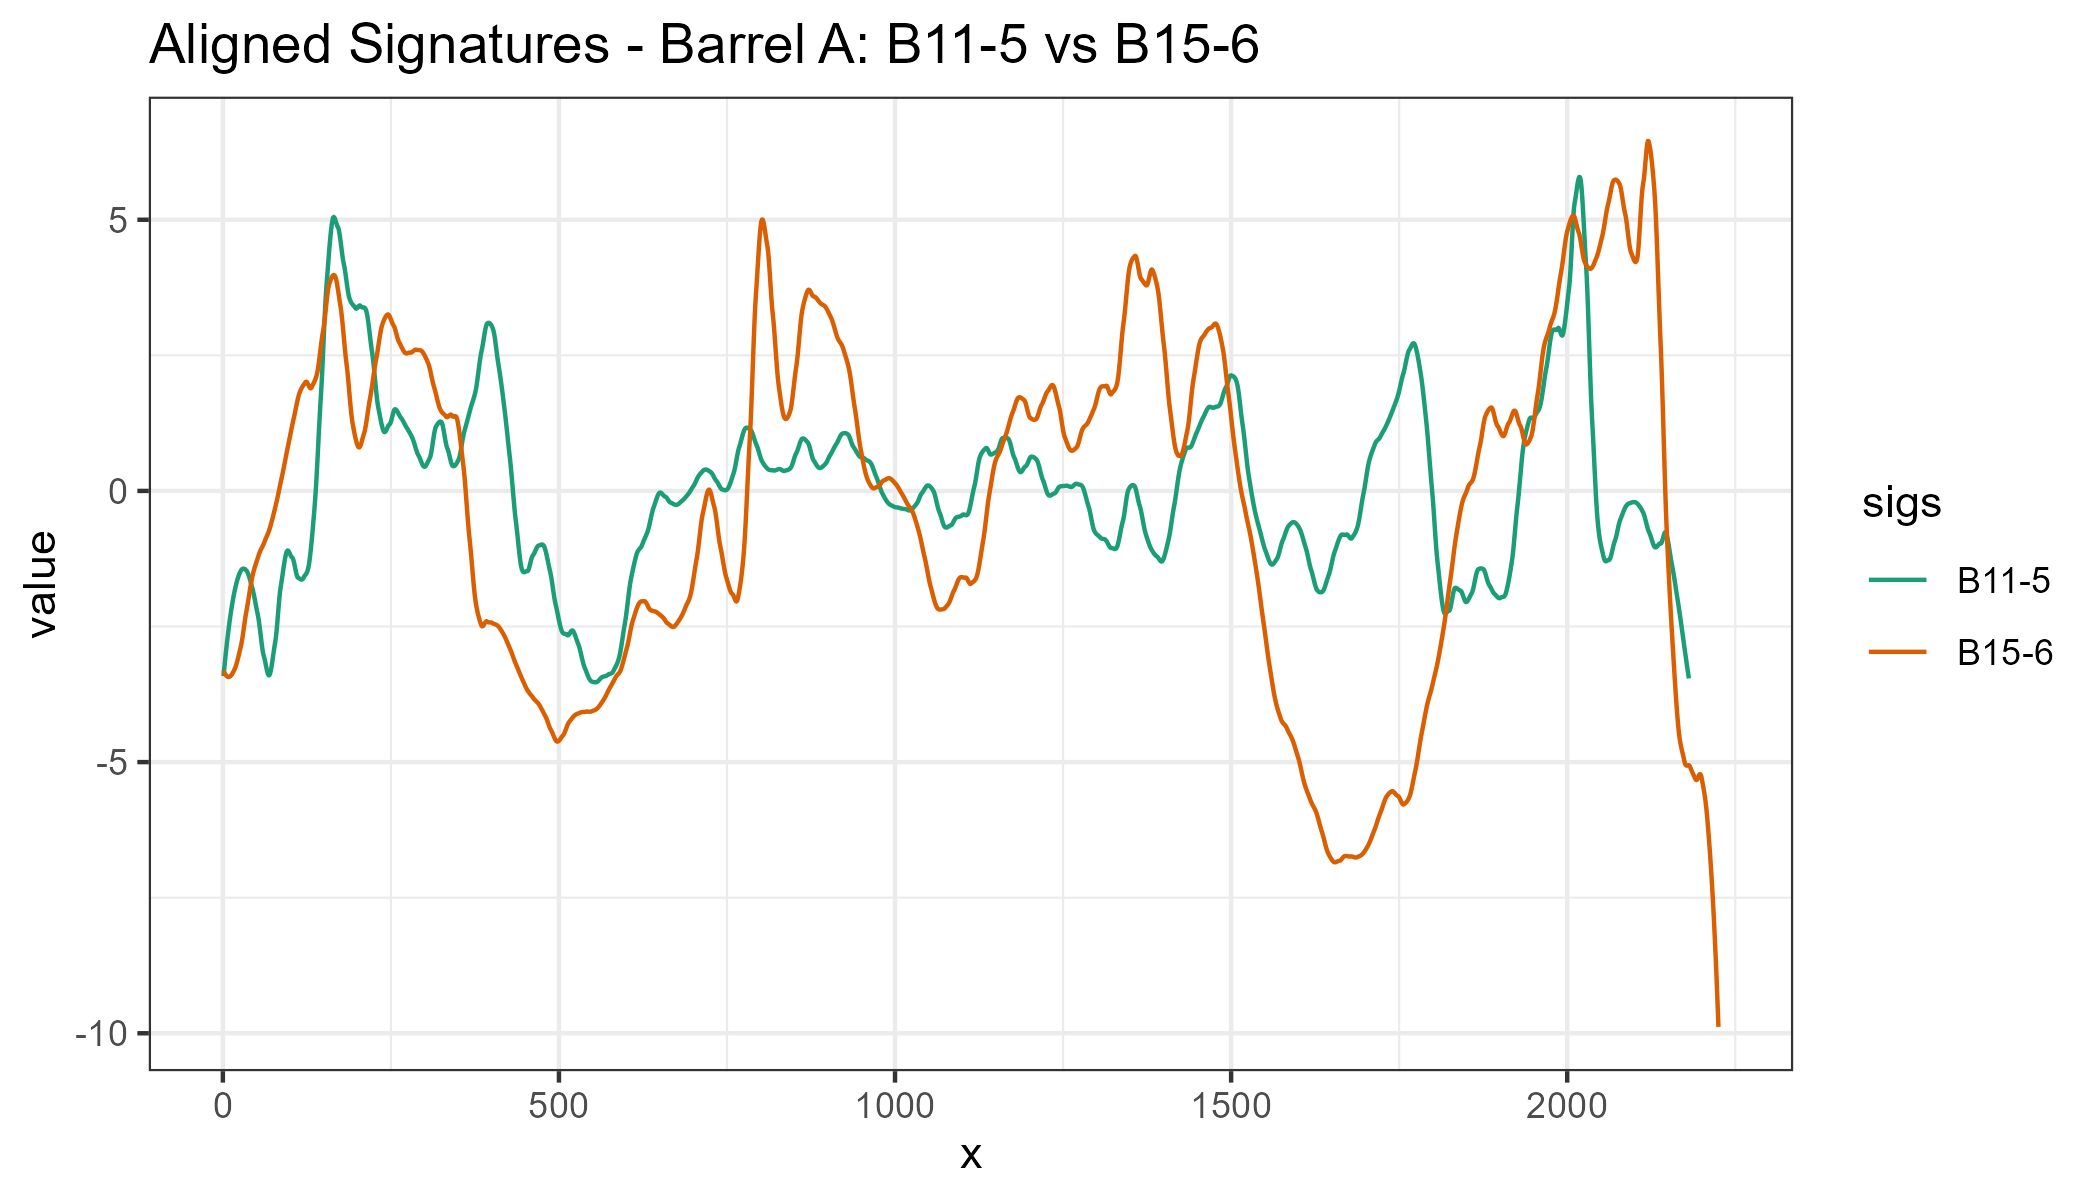 Aligned Signatures - Barrel A: B11-5 vs B15-6
value
5
0
-5
-10
0 500 1000 1500 2000
x
sigs
B11-5
B15-6